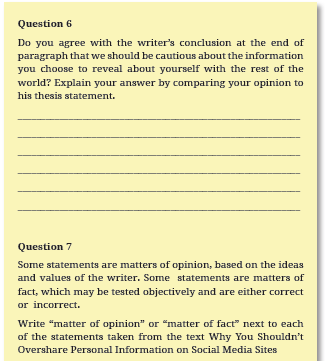 Question 6
Do you agree with the writer's conclusion at the end of
paragraph that we should be cautious about the information
you choose to reveal about yourself with the rest of the
world? Explain your answer by comparing your opinion to
his thesis statement.
Question 7
Some statements are matters of opinion, based on the ideas
and values of the writer. Some statements are matters of
fact, which may be tested objectively and are either correct
or incorrect.
Write “matter of opinion” or “matter of fact” next to each
of the statements taken from the text Why You Shouldn't
Overshare Personal Information on Social Media Sites